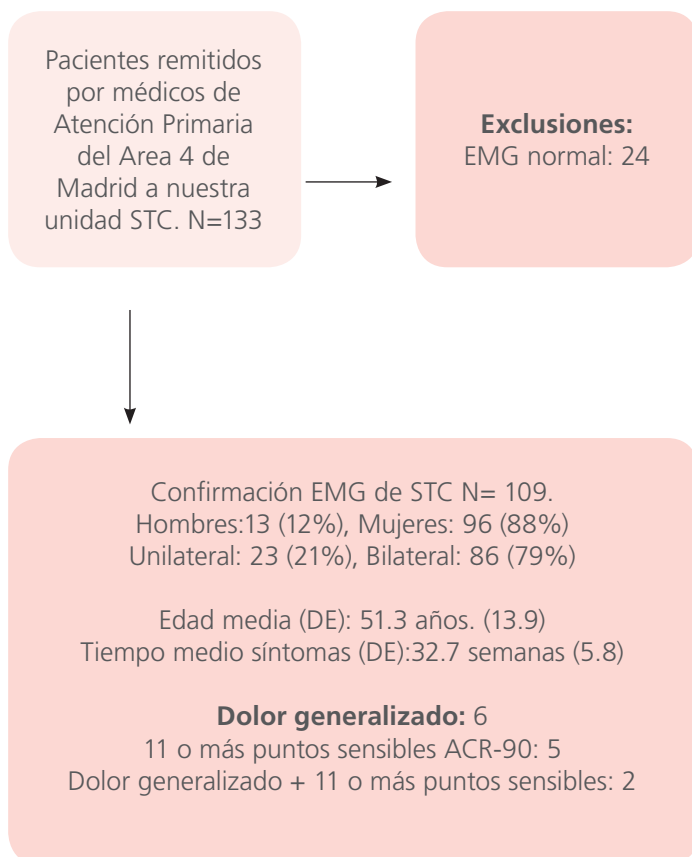 Pacientes remitidos
por médicos de
Atención Primaria
del Area 4 de
Madrid a nuestra
unidad STC. N=133
Exclusiones:
EMG normal: 24
Confirmación EMG de STC N= 109.
Hombres:13 (12%), Mujeres: 96 (88%)
Unilateral: 23 (21%), Bilateral: 86 (79%)
Edad media (DE): 51.3 años. (13.9)
Tiempo medio síntomas (DE):32.7 semanas (5.8)
Dolor generalizado: 6
11 o más puntos sensibles ACR-90: 5
Dolor generalizado + 11 o más puntos sensibles: 2